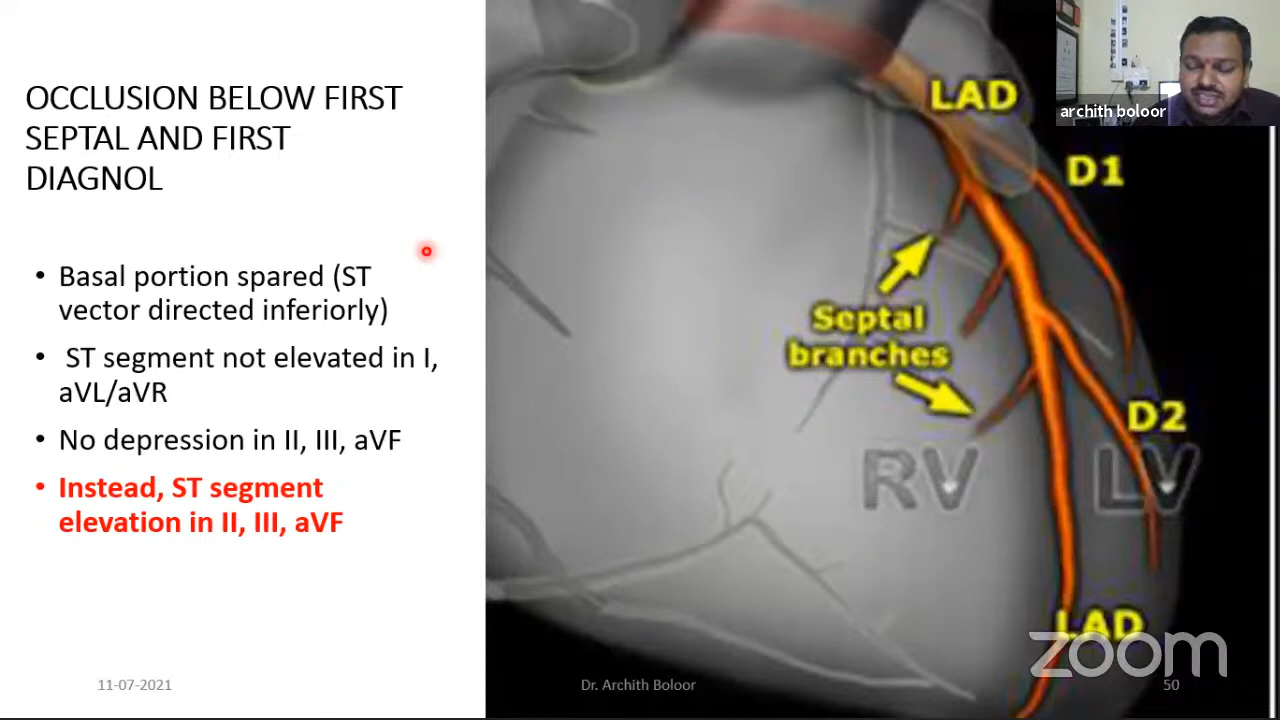 OCCLUSION BELOW FIRST
SEPTAL AND FIRST
DIAGNOL
• Basal portion spared (ST
vector directed inferiorly)
• ST segment not elevated in I,
aVL/aVR
• No depression in II, III, aVF
• Instead, ST segment
elevation in II, III, aVF
LAD
D1
Septal
branches
D2
RV
LV
LAD
archith boloor
zoom
11-07-2021
Dr. Archith Boloor
50